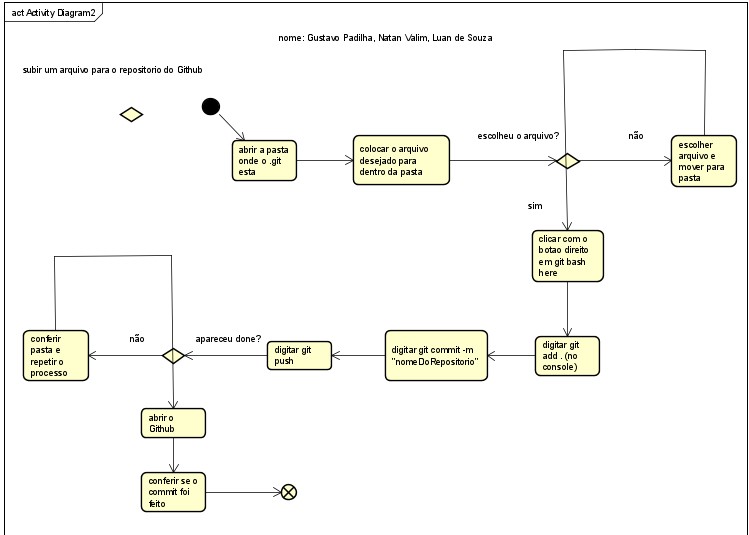 act Activity Diagram2
nome: Gustavo Padilha, Natan Valim, Luan de Souza
subir um arquivo para o repositorio do Github
abrir a pasta
onde o .git
esta
colocar o arquivo
desejado para
dentro da pasta
escolheu o arquivo?
não
escolher
arquivo e
mover para
pasta
sim
clicar com o
botao direito
em git bash
here
digitar git
add . (no
console)
digitar git commit -m
"nomeDoRepositorio"
digitar git
push
apareceu done?
não
conferir
pasta e
repetir o
processo
abrir o
Github
conferir se o
commit foi
feito